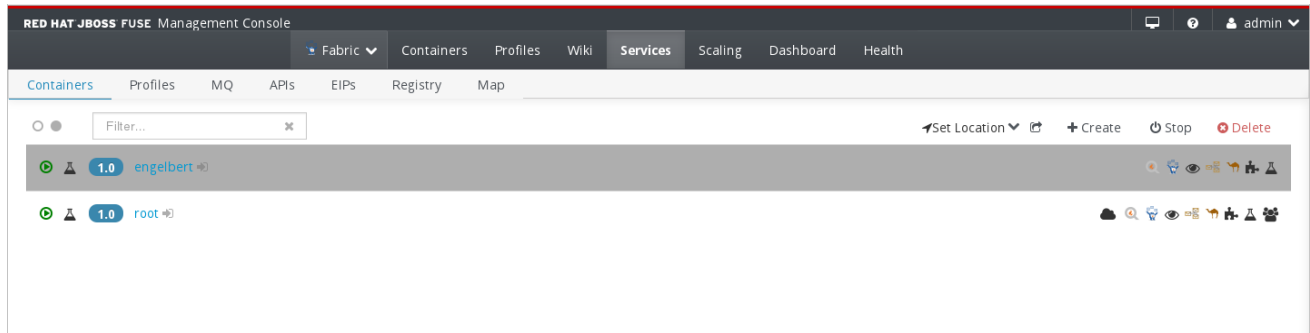 RED HAT JBOSS FUSE Management Console admin
Fabric Containers Profiles Wiki Services Scaling Dashboard Health
Containers Profiles MQ APIs EIPs Registry Map
Filter... Set Location Create Stop Delete
1.0 engelbert
1.0 root